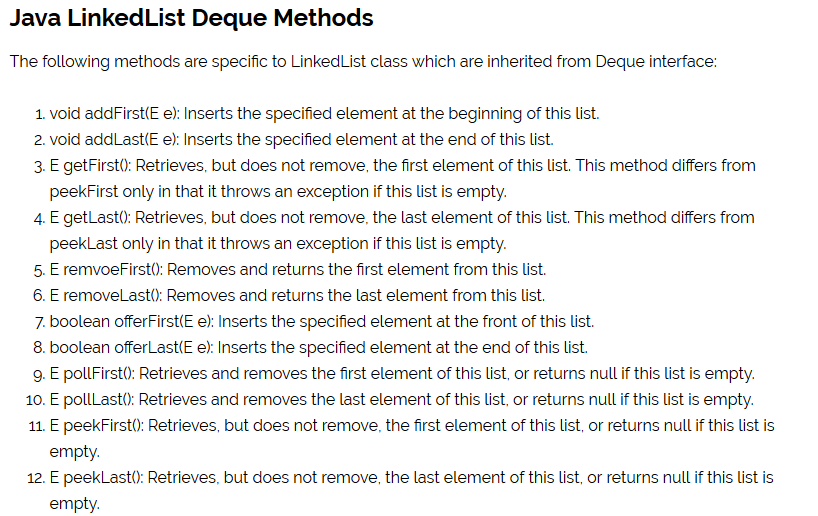 Java LinkedList Deque Methods
The following methods are specific to LinkedList class which are inherited from Deque interface:
1. void addFirst(E e): Inserts the specified element at the beginning of this list.
2. void addLast(E e): Inserts the specified element at the end of this list.
3. E getFirst(): Retrieves, but does not remove, the first element of this list. This method differs from
peekFirst only in that it throws an exception if this list is empty.
4. E getLast(): Retrieves, but does not remove, the last element of this list. This method differs from
peekLast only in that it throws an exception if this list is empty.
5. E remvoeFirst(): Removes and returns the first element from this list.
6. E removeLast(): Removes and returns the last element from this list.
7. boolean offerFirst(E e): Inserts the specified element at the front of this list.
8. boolean offerLast(E e): Inserts the specified element at the end of this list.
9. E pollFirst(): Retrieves and removes the first element of this list, or returns null if this list is empty.
10. E pollLast(): Retrieves and removes the last element of this list, or returns null if this list is empty.
11. E peekFirst(): Retrieves, but does not remove, the first element of this list, or returns null if this list is
empty.
12. E peekLast(): Retrieves, but does not remove, the last element of this list, or returns null if this list is
empty.